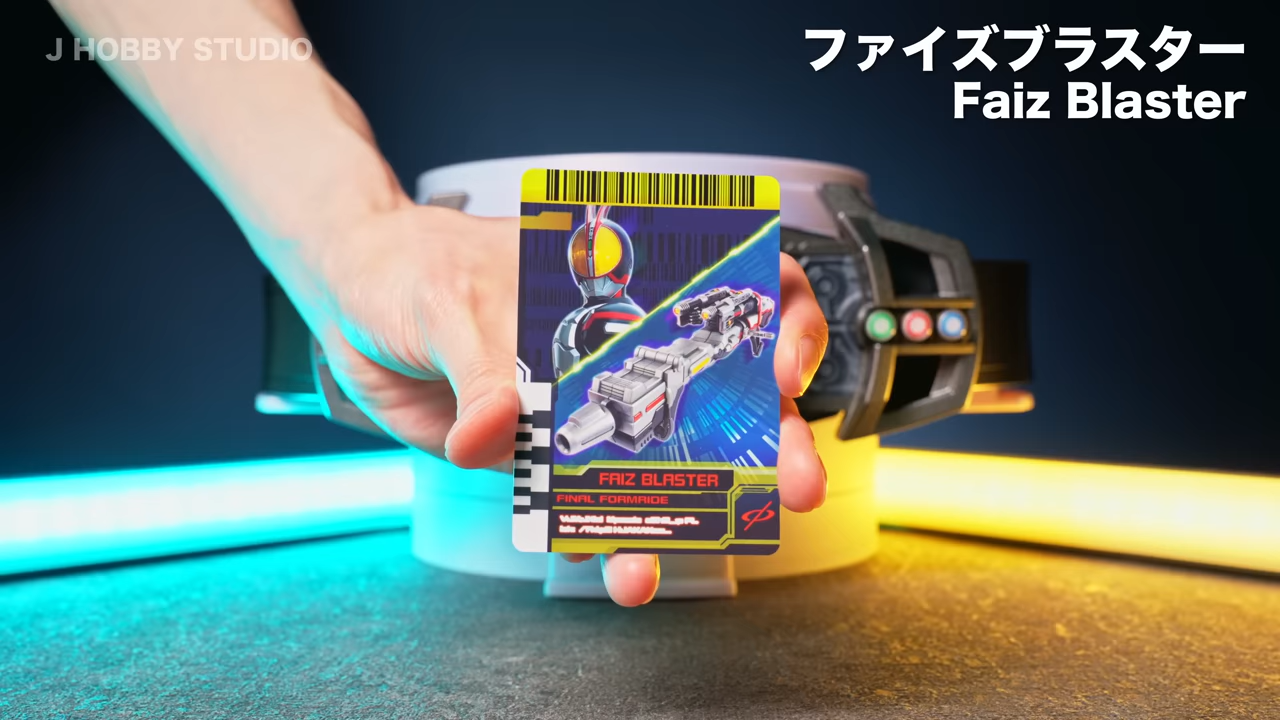 J HOBBY STUDIO
ファイズブラスター
Faiz Blaster
FAIZ BLASTER
FINAL FORMRIDE